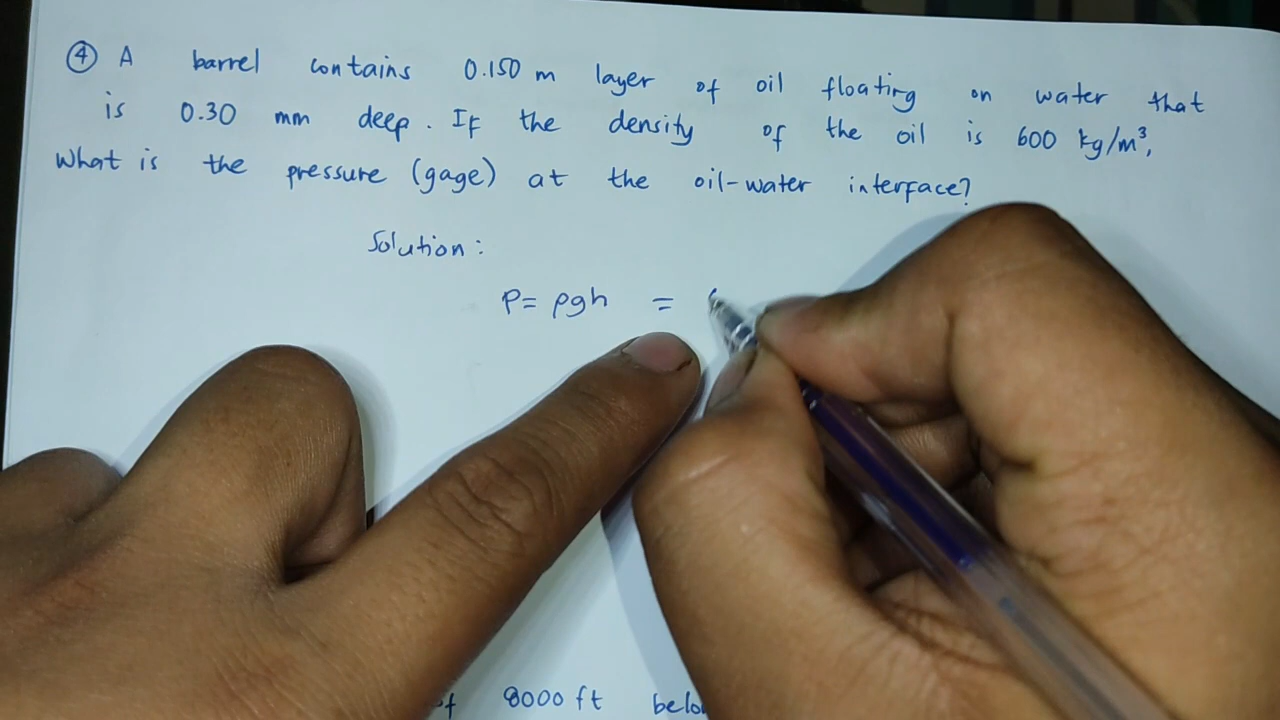 ④ A barrel contains 0.150 m layer of oil floating on water that
is 0.30 mm deep. If the density of the oil is 600 kg/m³,
What is the pressure (gage) at the oil-water interface?
Solution:
P = ρgh =
of 8000 ft